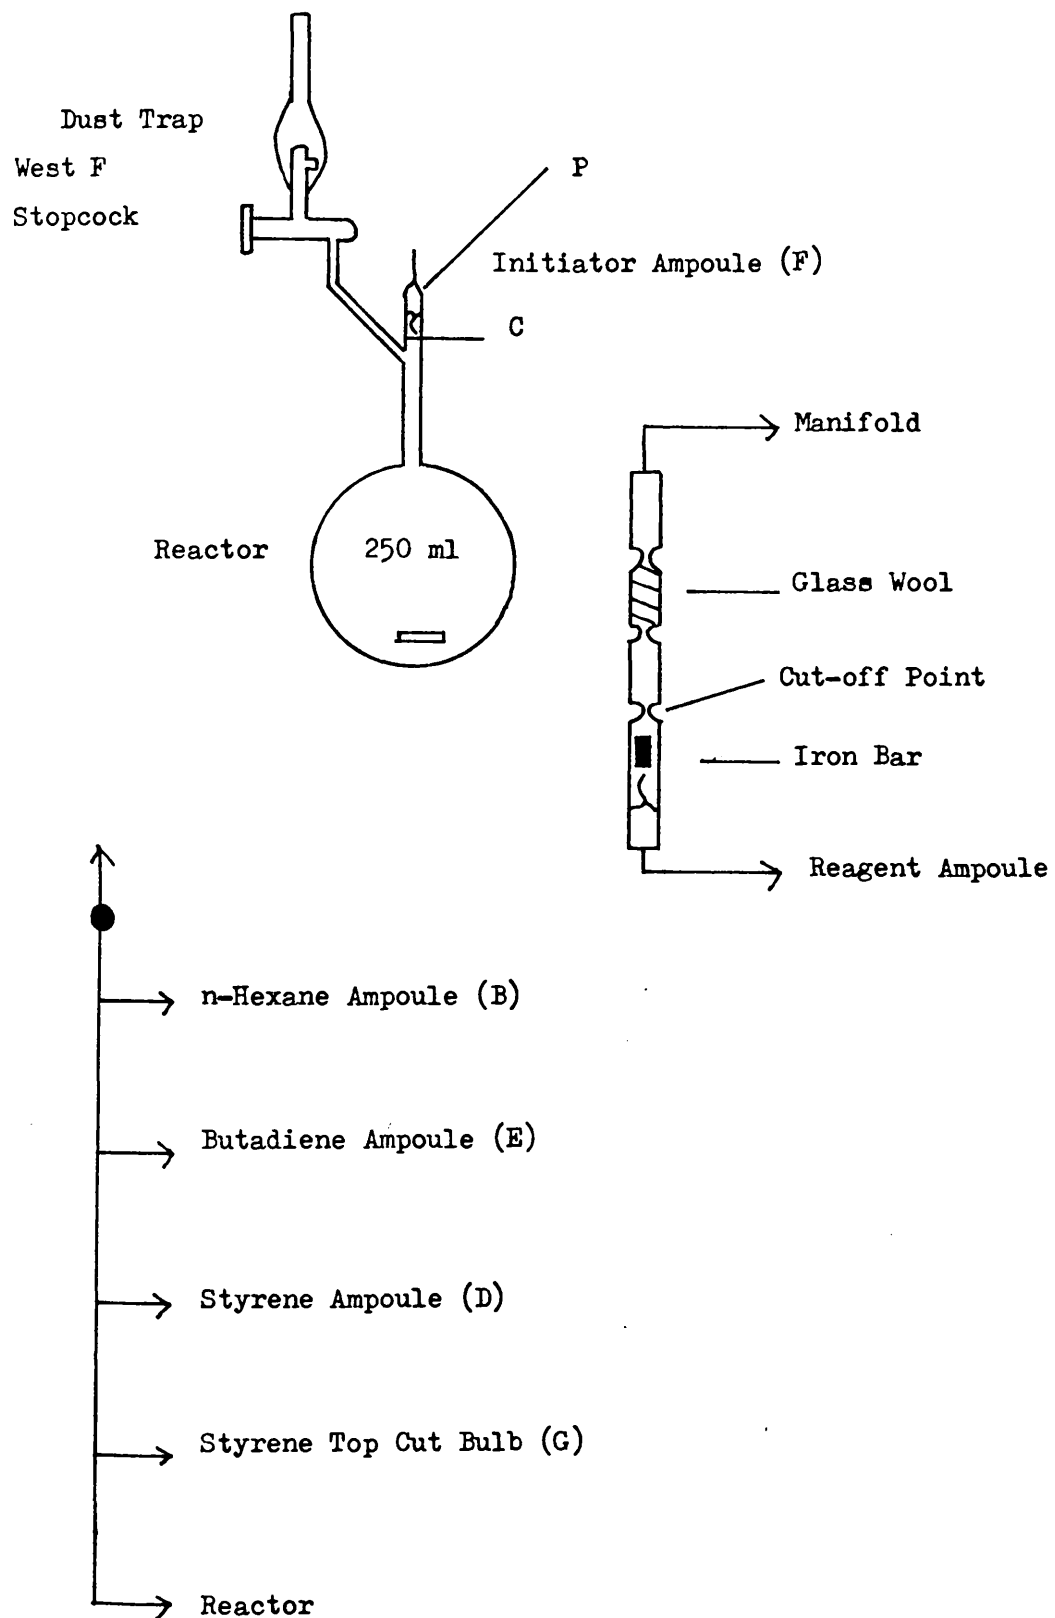 Dust Trap
West F
Stopcock
P
Initiator Ampoule (F)
C
Manifold
Reactor
250 ml
Glass Wool
Cut-off Point
Iron Bar
Reagent Ampoule
n-Hexane Ampoule (B)
Butadiene Ampoule (E)
Styrene Ampoule (D)
Styrene Top Cut Bulb (G)
Reactor